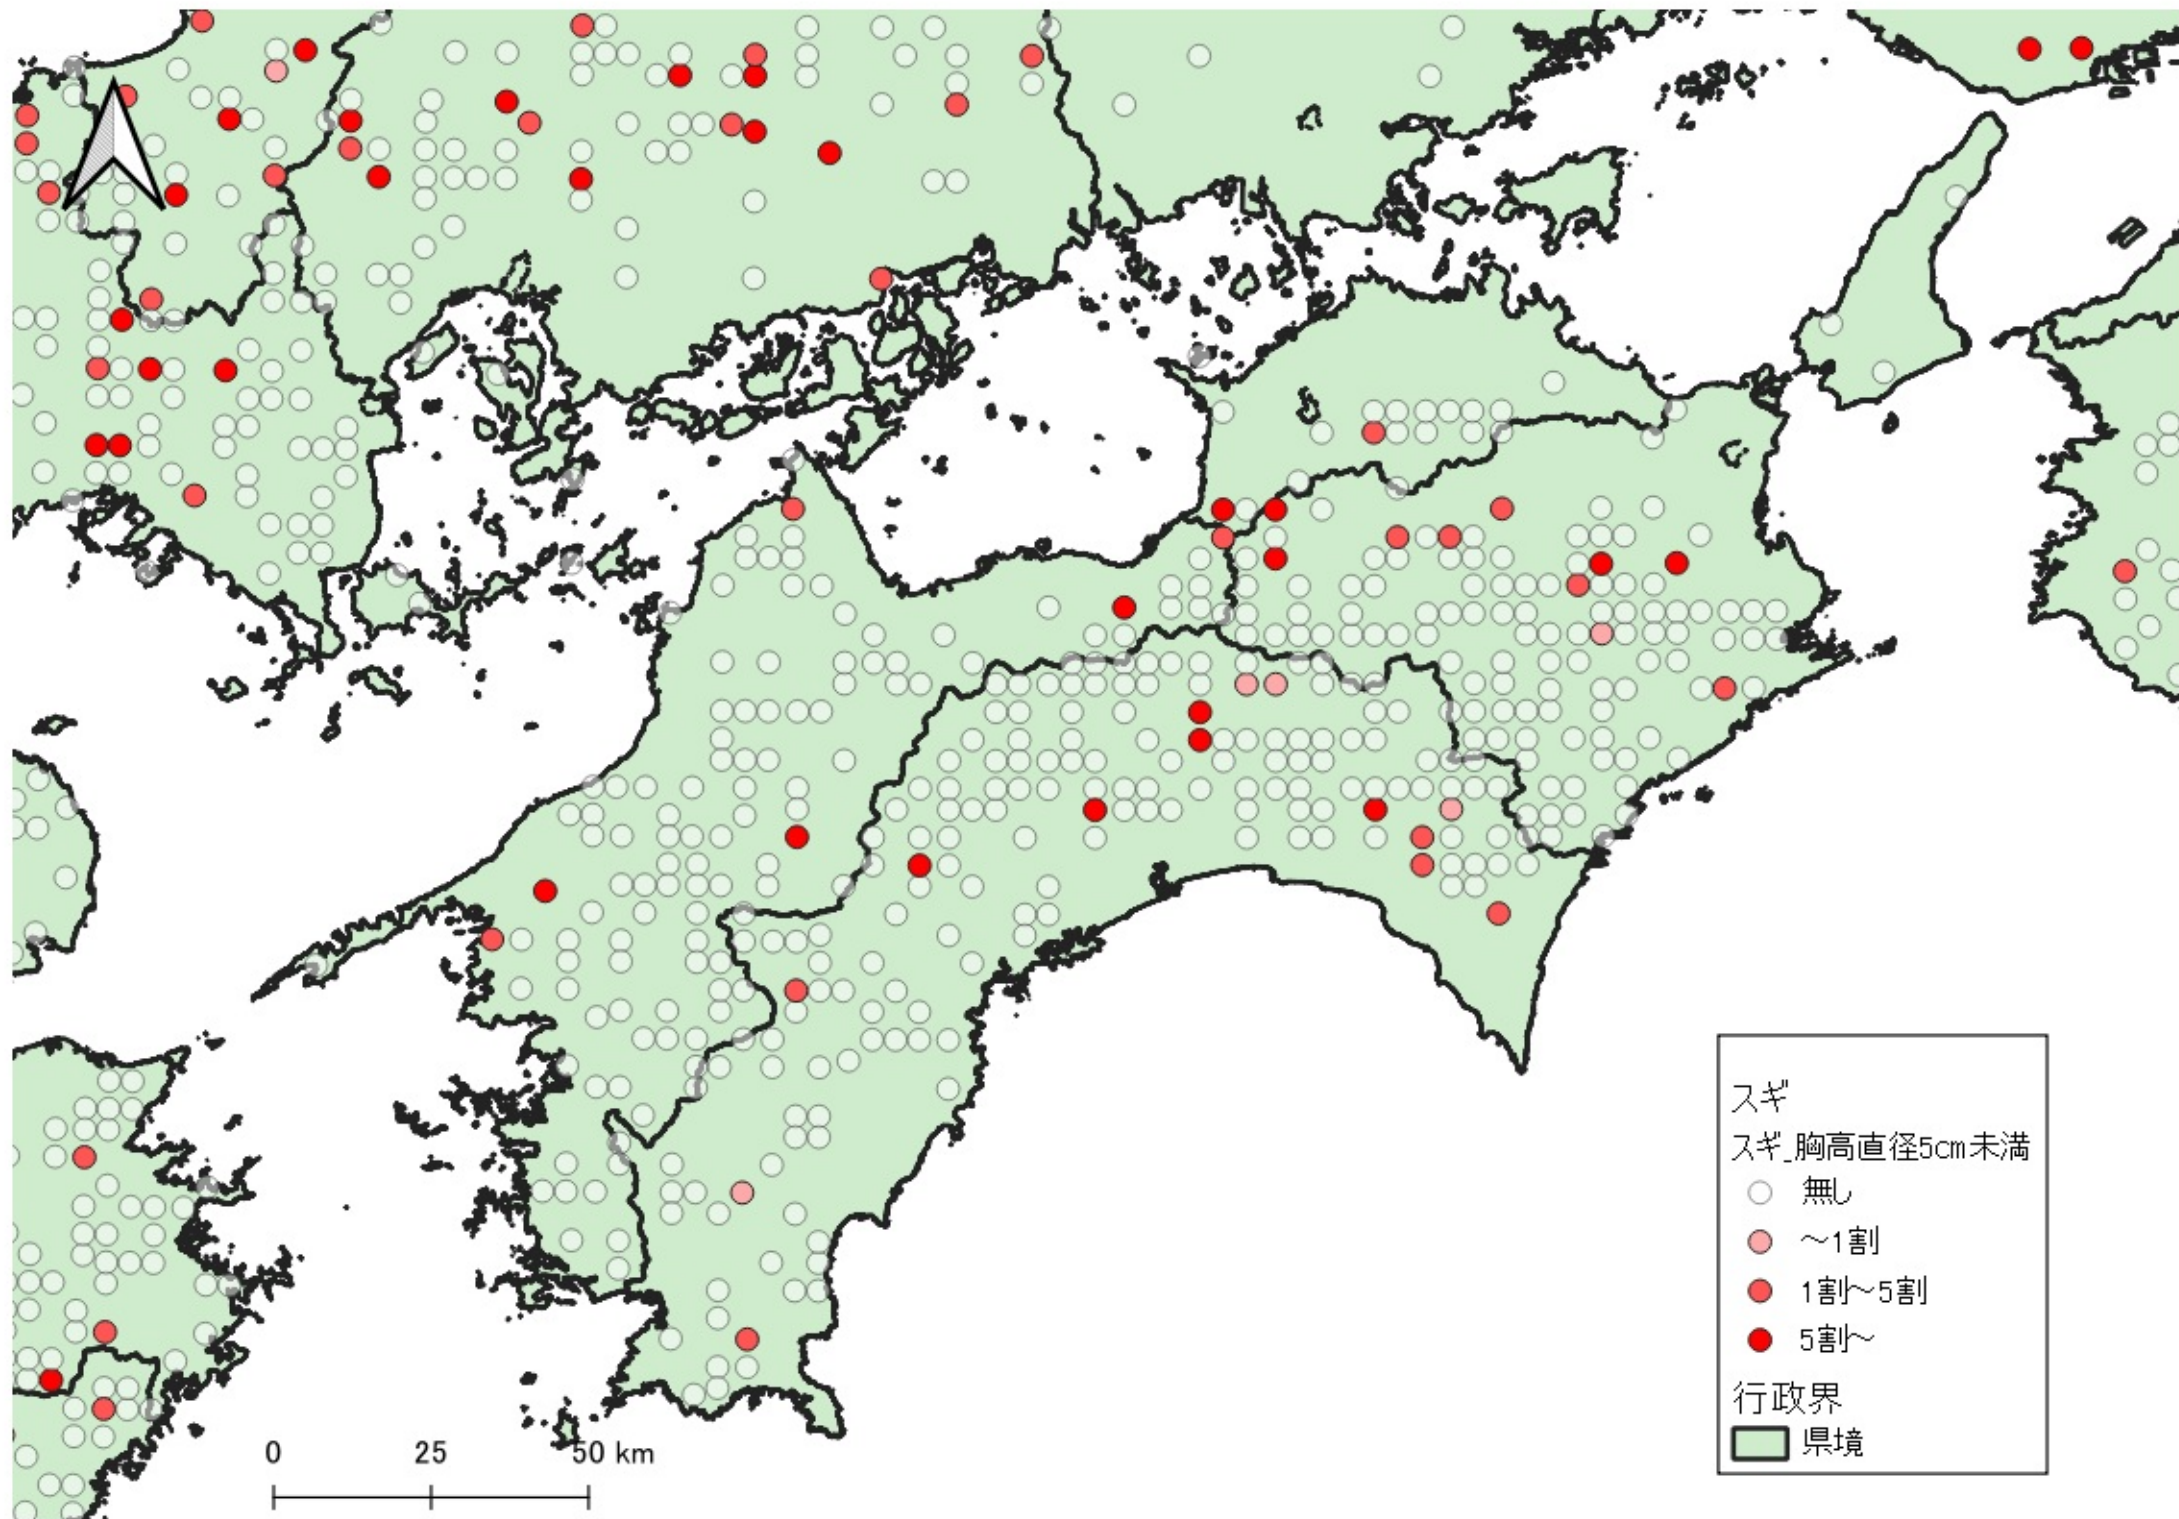 スギ
スギ_胸高直径5cm未満
無し
～1割
1割～5割
5割～
行政界
県境
0 25 50 km